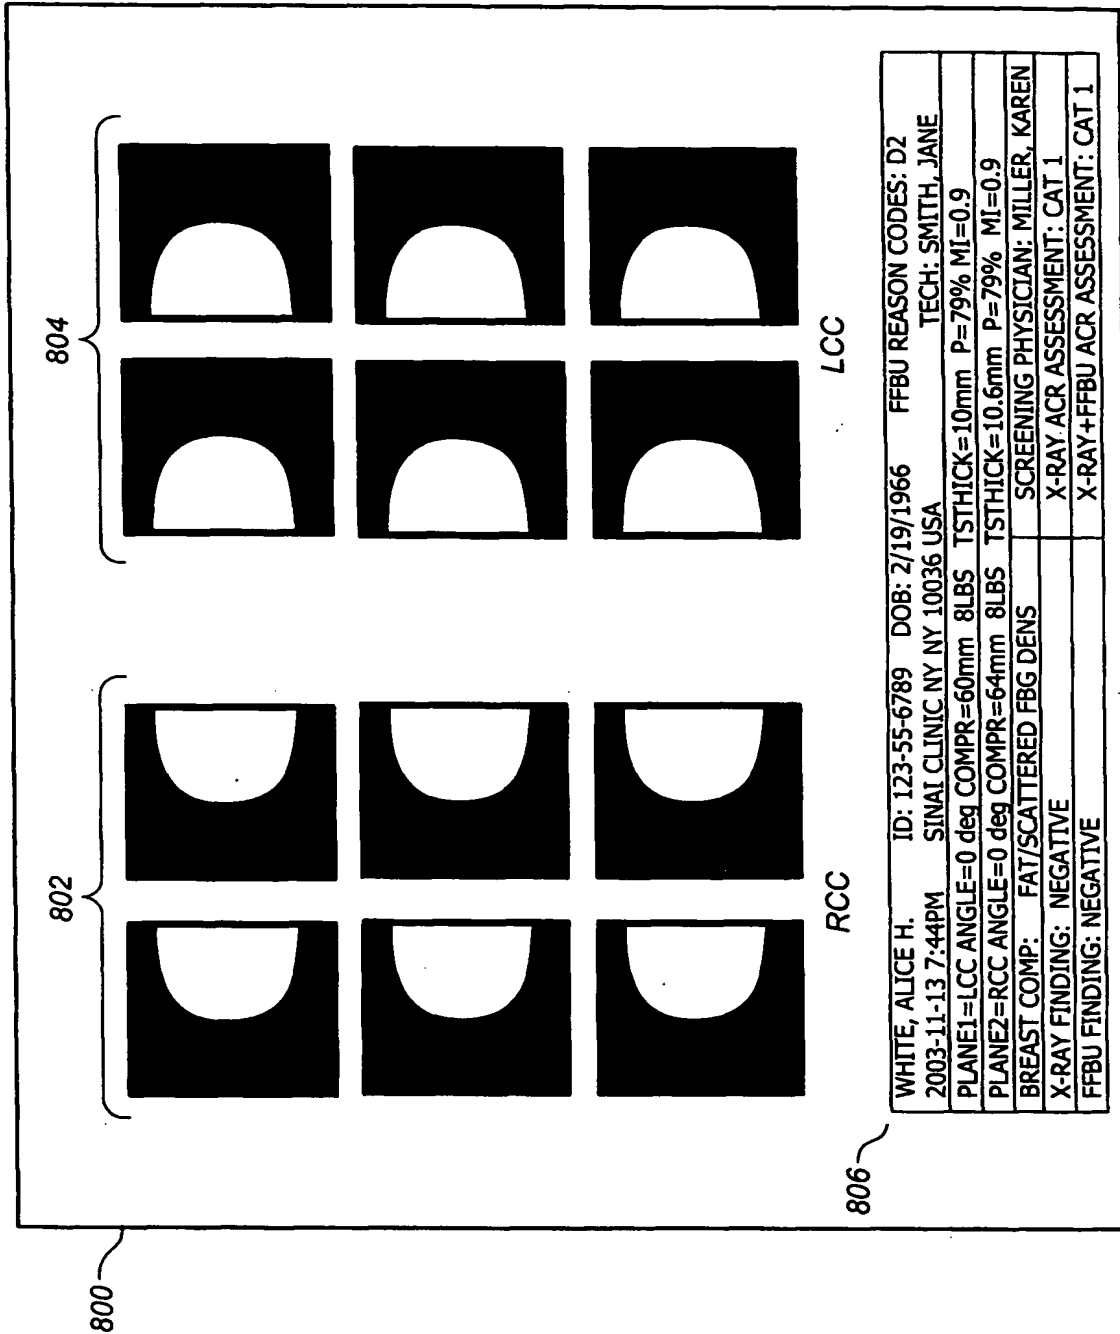 800
802
804
RCC
LCC
806
WHITE, ALICE H. ID: 123-55-6789 DOB: 2/19/1966 FFBU REASON CODES: D2
2003-11-13 7:44PM SINAI CLINIC NY NY 10036 USA TECH: SMITH, JANE
PLANE1=LCC ANGLE=0 deg COMPR=60mm 8LBS TSTHICK=10mm P=79% MI=0.9
PLANE2=RCC ANGLE=0 deg COMPR=64mm 8LBS TSTHICK=10.6mm P=79% MI=0.9
BREAST COMP: FAT/SCATTERED FBG DENS SCREENING PHYSICIAN: MILLER, KAREN
X-RAY FINDING: NEGATIVE X-RAY ACR ASSESSMENT: CAT 1
FFBU FINDING: NEGATIVE X-RAY+FFBU ACR ASSESSMENT: CAT 1